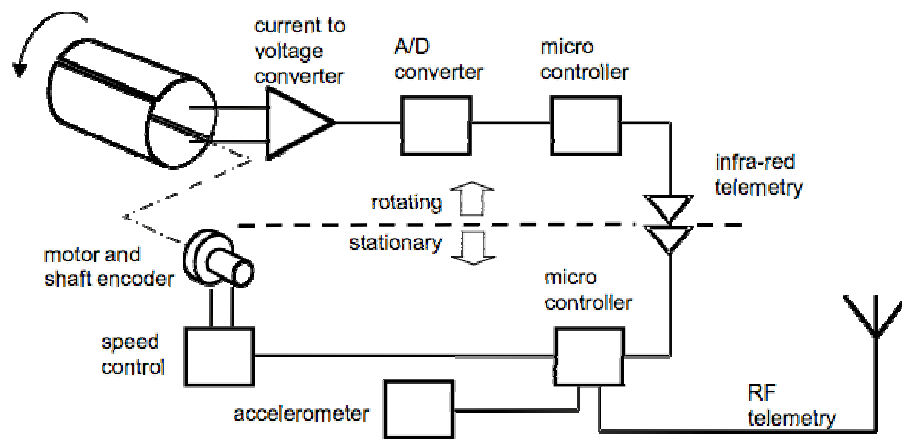 current to
voltage
converter
A/D
converter
micro
controller
infra-red
telemetry
rotating
stationary
motor and
shaft encoder
micro
controller
speed
control
accelerometer
RF
telemetry